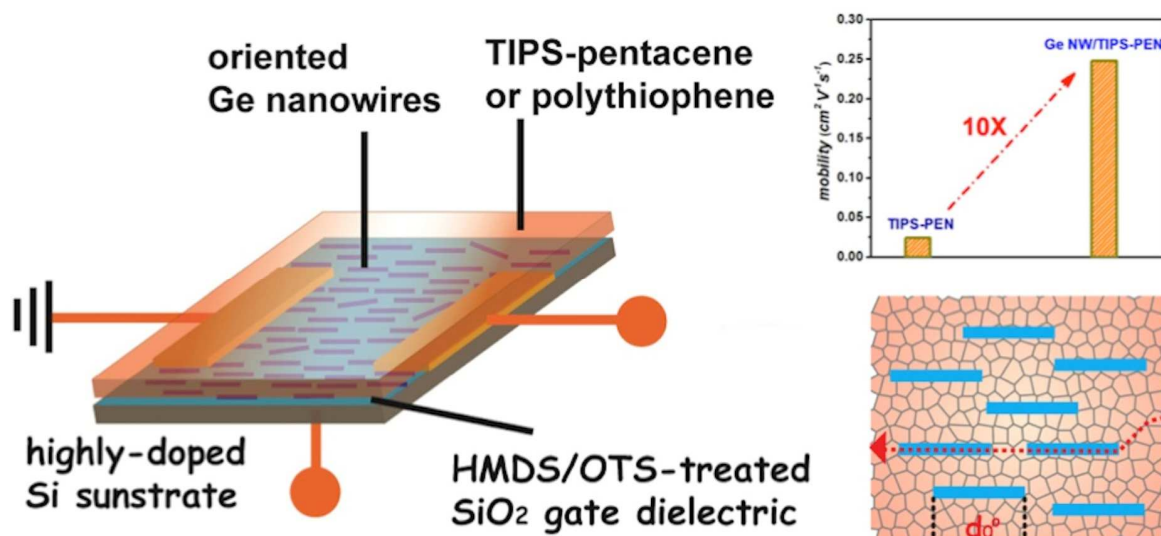 oriented
Ge nanowires
TIPS-pentacene
or polythiophene
highly-doped
Si sunstrate
HMDS/OTS-treated
SiO₂ gate dielectric
mobility (cm² V⁻¹s⁻¹)
0.30
0.25
0.20
0.15
0.10
0.05
0.00
Ge NW/TIPS-PEN
10X
TIPS-PEN